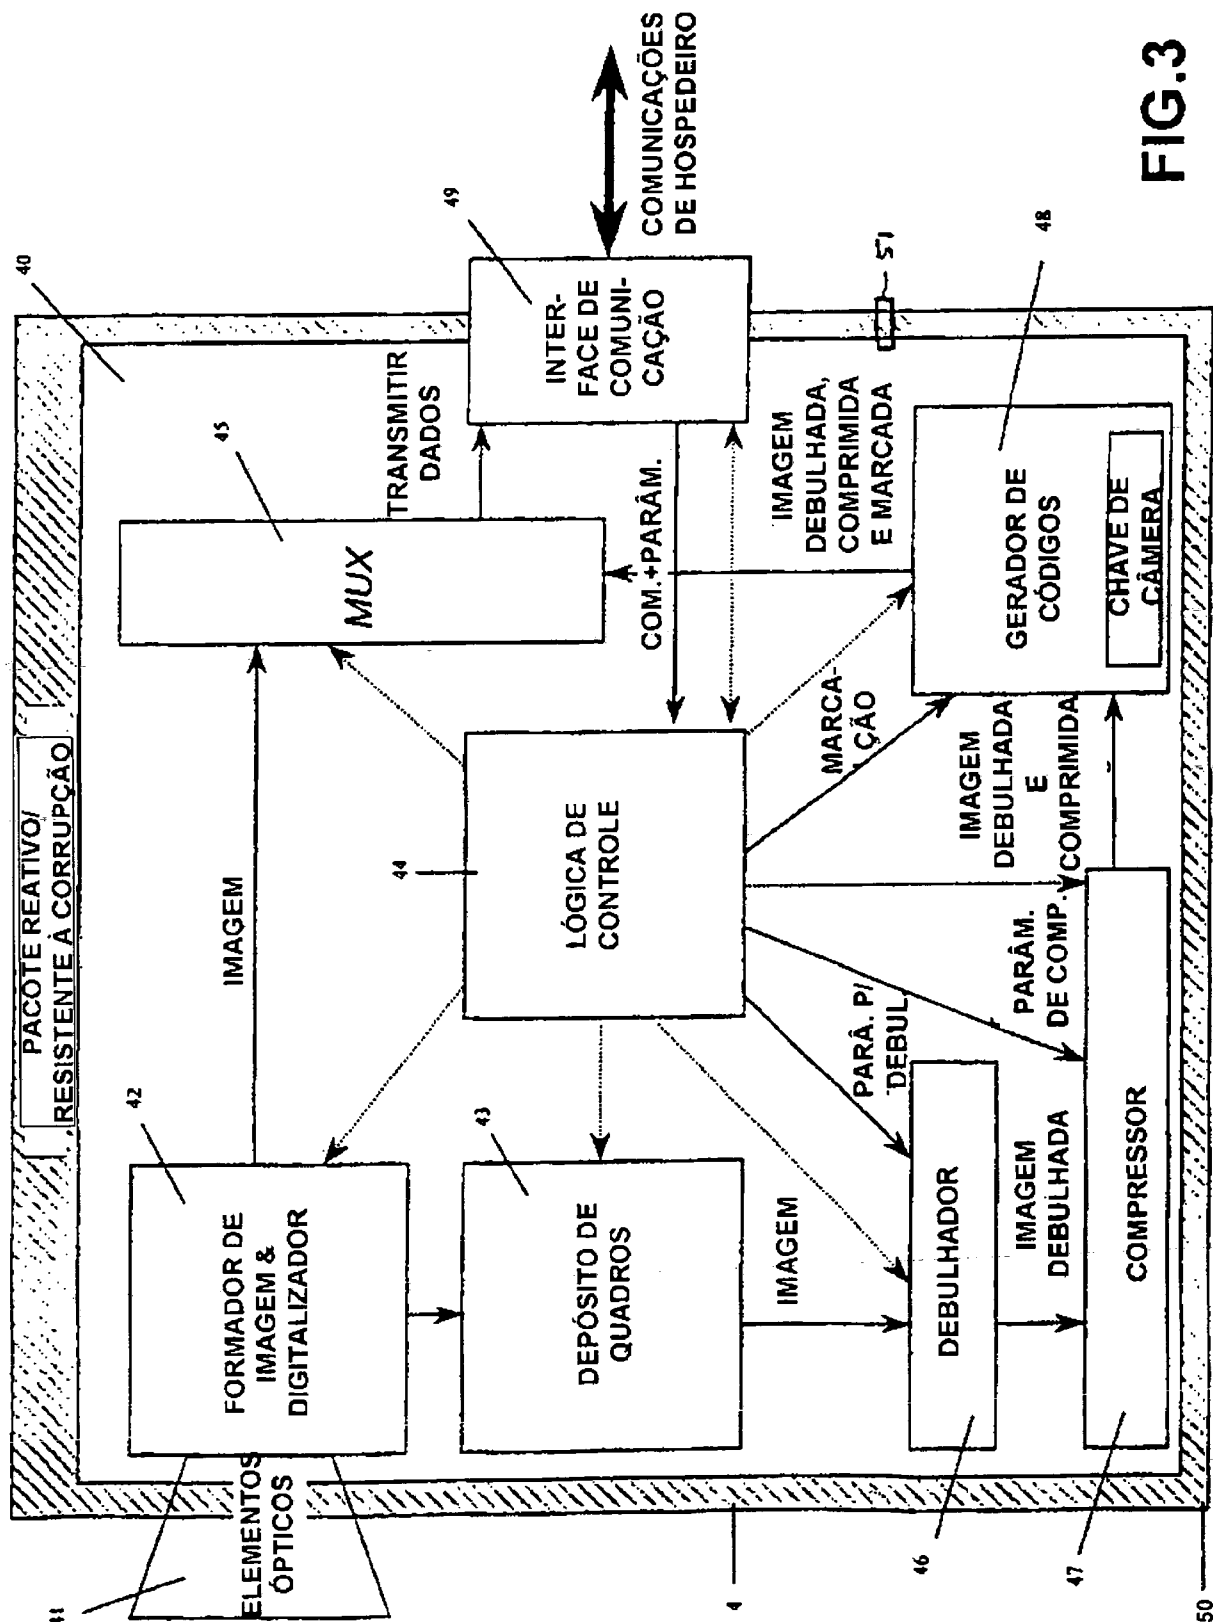 PACOTE REATIVO/
RESISTENTE À CORRUPÇÃO
40
41
ELEMENTOS
ÓPTICOS
42
FORMADOR DE
IMAGEM &
DIGITALIZADOR
IMAGEM
45
MUX
TRANSMITIR
DADOS
49
INTER-
FACE DE
COMUNI-
CAÇÃO
COMUNICAÇÕES
DE HOSPEDEIRO
43
DEPÓSITO DE
QUADROS
44
LÓGICA DE
CONTROLE
COM.+PARÂM.
IMAGEM
PARÂ. P/
DEBUL.
MARCA-
ÇÃO
IMAGEM
DEBULHADA,
COMPRIMIDA
E MARCADA
51
46
DEBULHADOR
PARÂM.
DE COMP.
IMAGEM
DEBULHADA
E
COMPRIMIDA
48
GERADOR DE
CÓDIGOS
CHAVE DE
CÂMERA
IMAGEM
DEBULHADA
47
COMPRESSOR
4
50
FIG.3